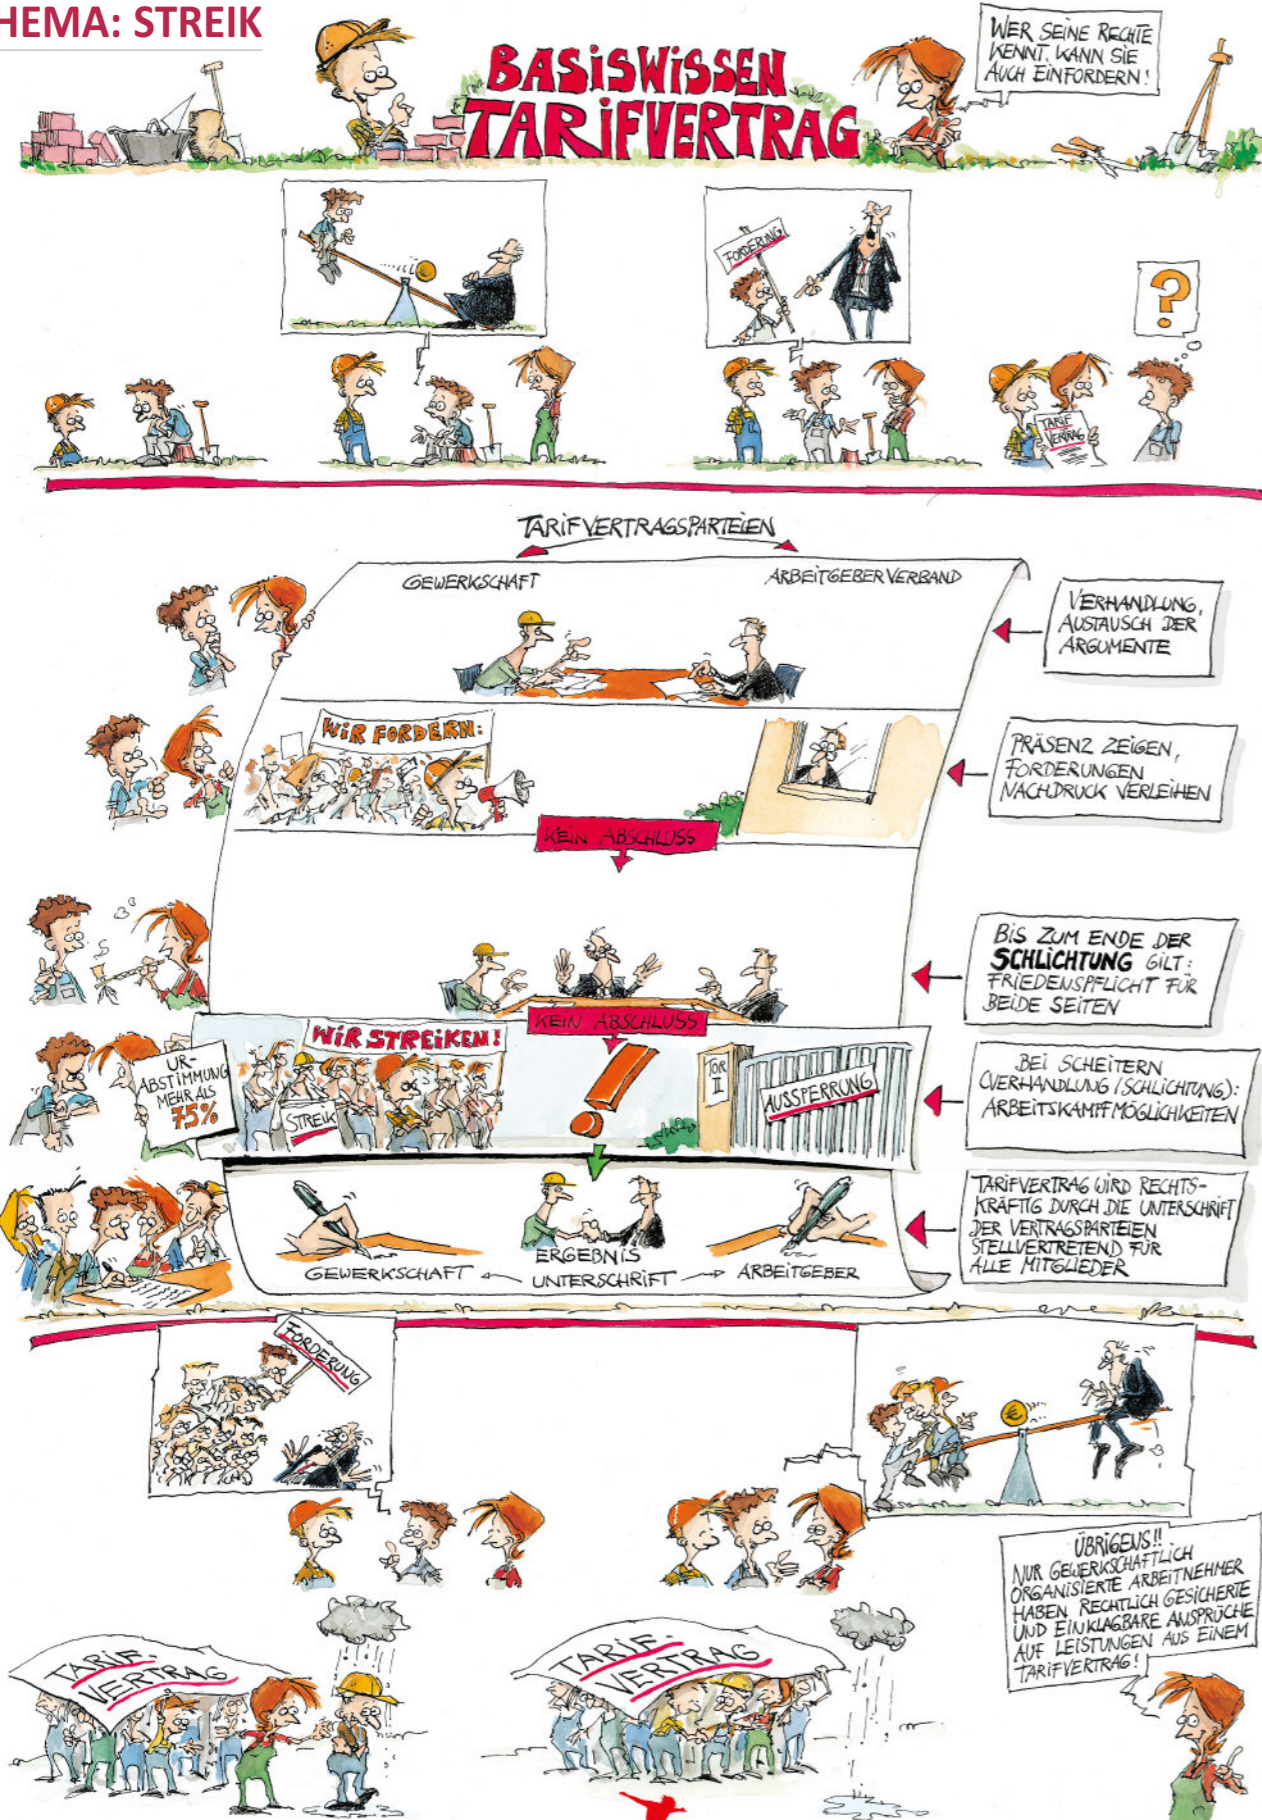 HEMA: STREIK
BASISWISSEN
TARIFVERTRAG
WER SEINE RECHTE
KENNT, KANN SIE
AUCH EINFORDERN!
FORDERUNG
?
TARIF
VERTRAG
TARIFVERTRAGSPARTEIEN
GEWERKSCHAFT
ARBEITGEBERVERBAND
VERHANDLUNG,
AUSTAUSCH DER
ARGUMENTE
WIR FORDERN:
PRÄSENZ ZEIGEN,
FORDERUNGEN
NACHDRUCK VERLEIHEN
KEIN ABSCHLUSS
BIS ZUM ENDE DER
SCHLICHTUNG GILT:
FRIEDENSPFLICHT FÜR
BEIDE SEITEN
KEIN ABSCHLUSS
UR-
ABSTIMMUNG
MEHR ALS
75%
WIR STREIKEN!
STREIK
!
TOR
II
AUSSPERRUNG
BEI SCHEITERN
(VERHANDLUNG/SCHLICHTUNG):
ARBEITSKAMPFMÖGLICHKEITEN
ERGEBNIS
GEWERKSCHAFT
UNTERSCHRIFT
ARBEITGEBER
TARIFVERTRAG WIRD RECHTS-
KRÄFTIG DURCH DIE UNTERSCHRIFT
DER VERTRAGSPARTEIEN
STELLVERTRETEND FÜR
ALLE MITGLIEDER
FORDERUNG
€
ÜBRIGENS!!
NUR GEWERKSCHAFTLICH
ORGANISIERTE ARBEITNEHMER
HABEN RECHTLICH GESICHERTE
UND EINKLAGBARE ANSPRÜCHE
AUF LEISTUNGEN AUS EINEM
TARIFVERTRAG!
TARIF-
VERTRAG
TARIF-
VERTRAG